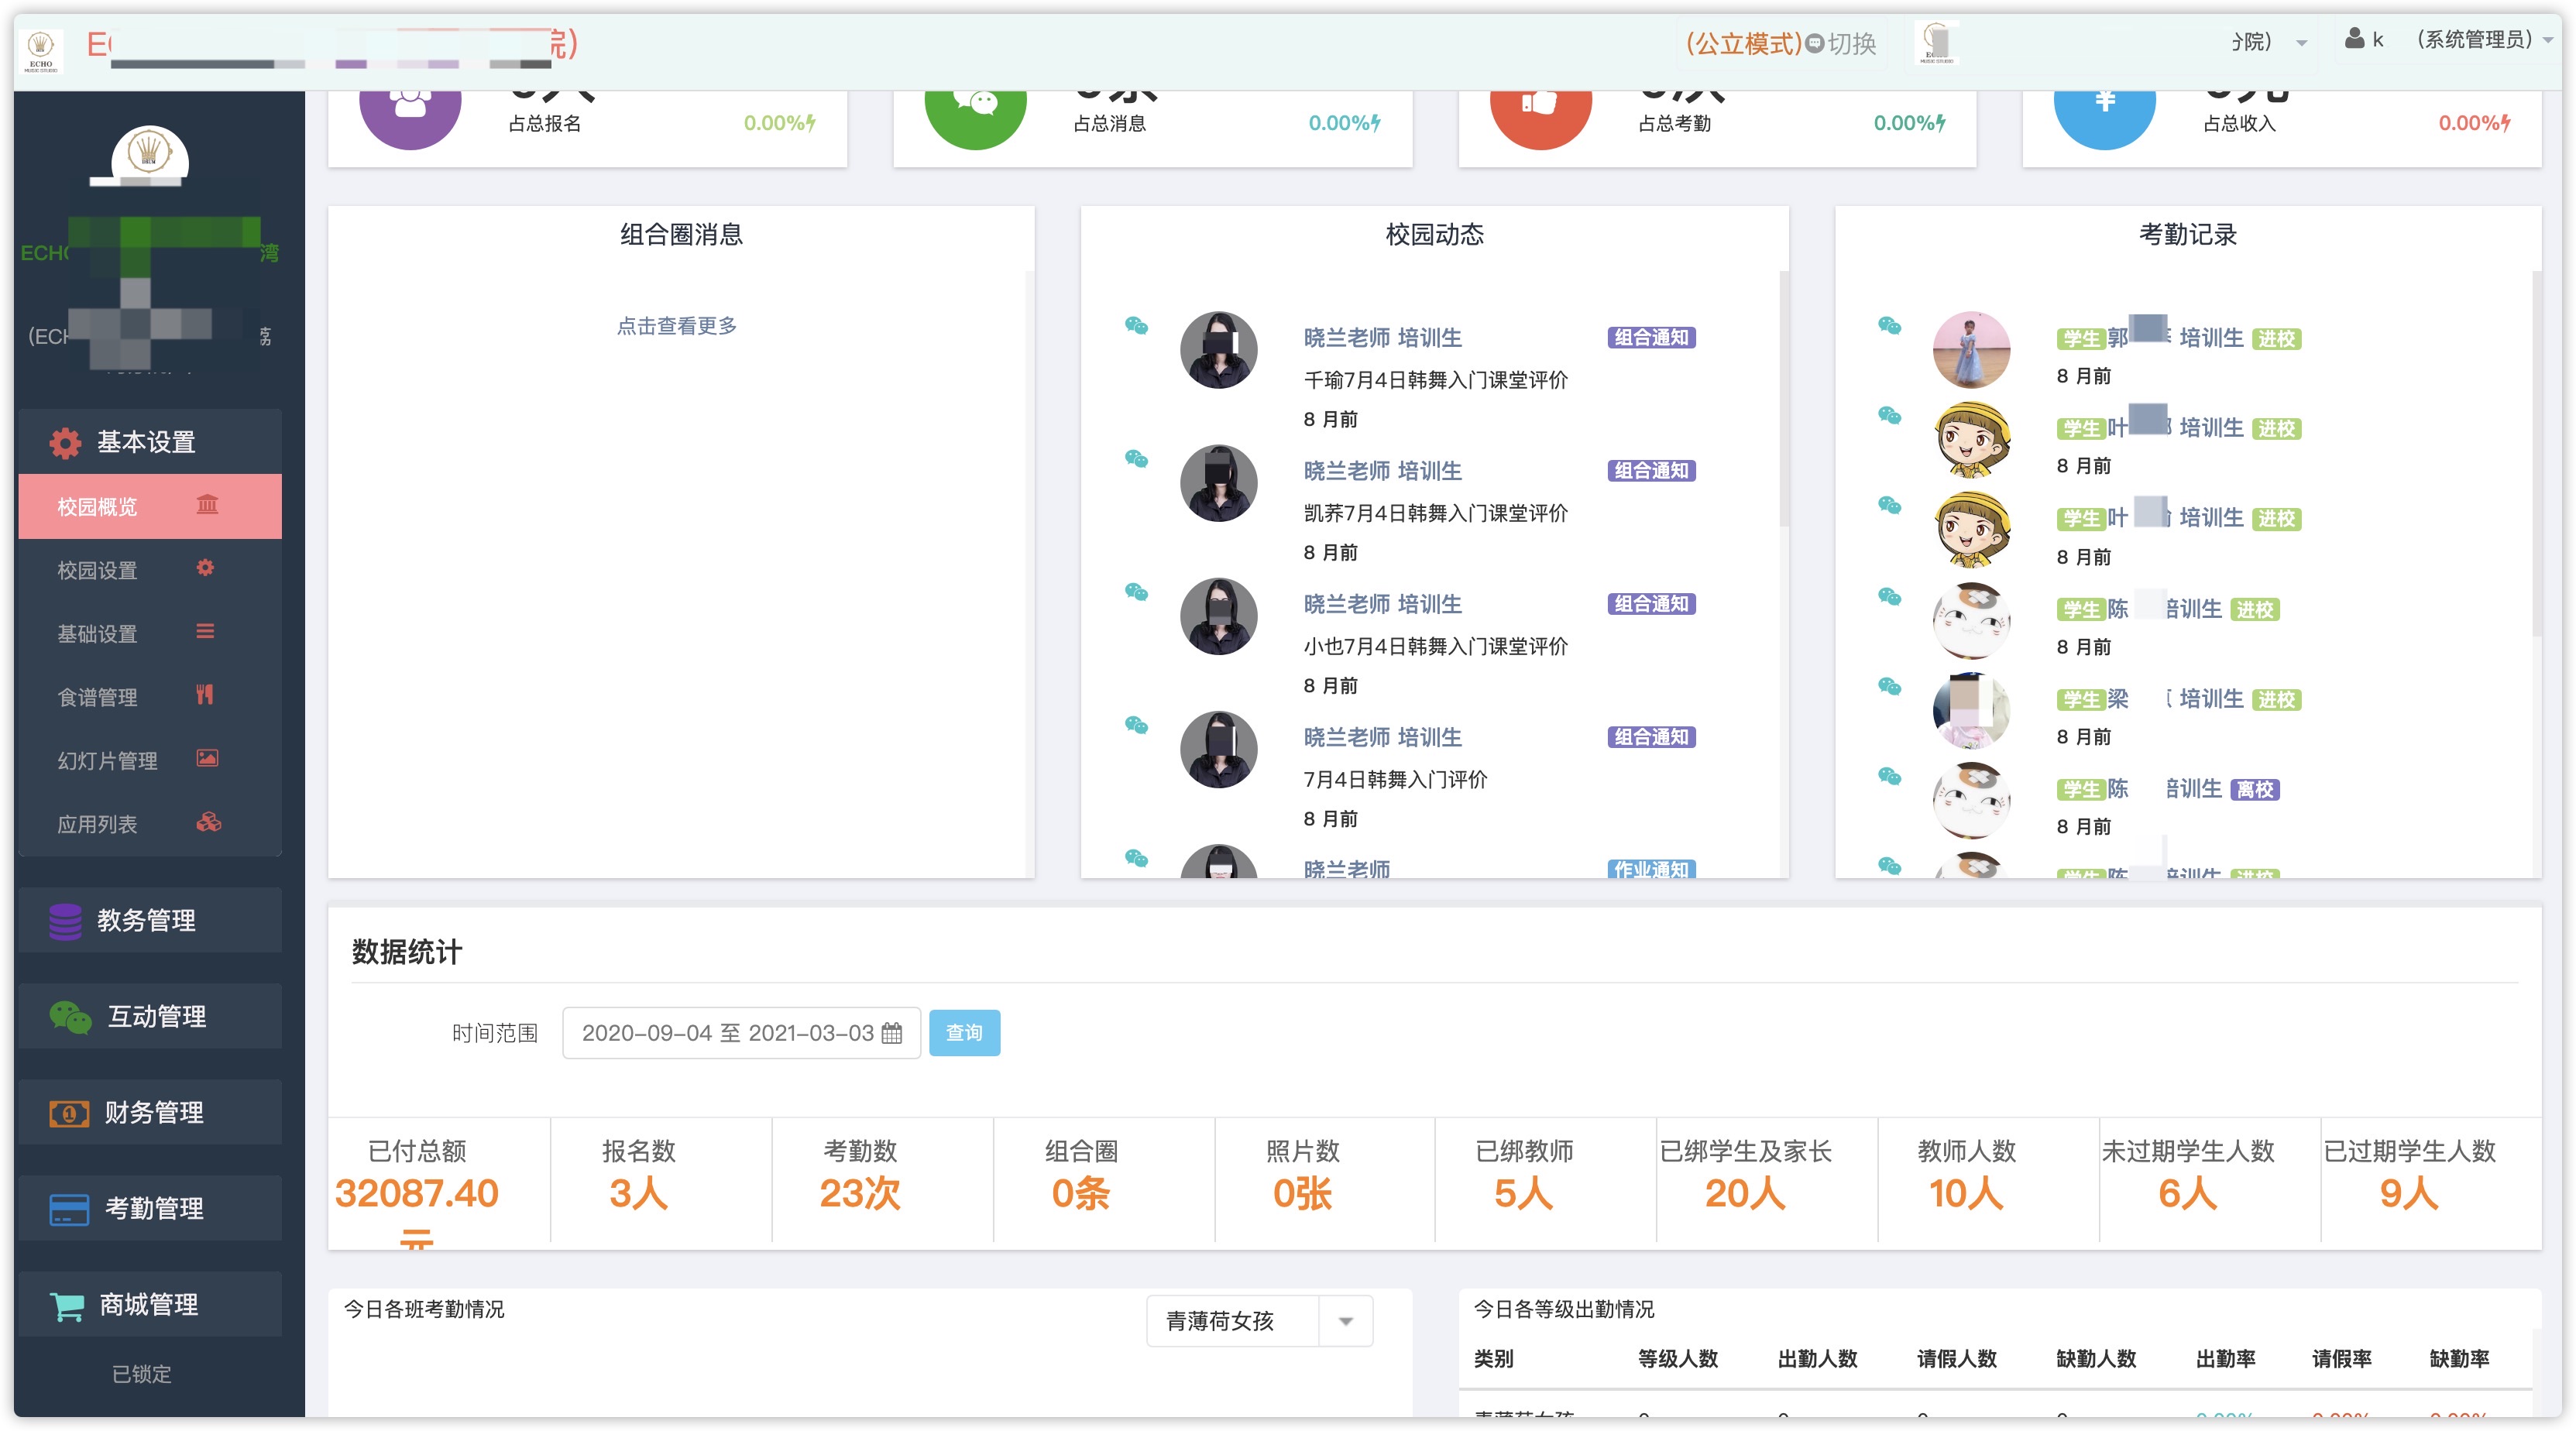 ECHO
MUSIC STUDIO
院)
(公立模式) 切换
分院)
k (系统管理员)
占总报名 0.00%
占总消息 0.00%
占总考勤 0.00%
¥
占总收入 0.00%
ECHO 湾
(ECH 荔
基本设置
校园概览
校园设置
基础设置
食谱管理
幻灯片管理
应用列表
教务管理
互动管理
财务管理
考勤管理
商城管理
已锁定
组合圈消息
点击查看更多
校园动态
晓兰老师 培训生 组合通知
千瑜7月4日韩舞入门课堂评价
8 月前
晓兰老师 培训生 组合通知
凯荞7月4日韩舞入门课堂评价
8 月前
晓兰老师 培训生 组合通知
小也7月4日韩舞入门课堂评价
8 月前
晓兰老师 培训生 组合通知
7月4日韩舞入门评价
8 月前
晓兰老师 作业通知
考勤记录
学生 郭 培训生 进校
8 月前
学生 叶 培训生 进校
8 月前
学生 叶 培训生 进校
8 月前
学生 陈 培训生 进校
8 月前
学生 梁 培训生 进校
8 月前
学生 陈 培训生 离校
8 月前
学生 陈 培训生 进校
数据统计
时间范围 2020-09-04 至 2021-03-03 查询
已付总额
32087.40
元
报名数
3人
考勤数
23次
组合圈
0条
照片数
0张
已绑教师
5人
已绑学生及家长
20人
教师人数
10人
未过期学生人数
6人
已过期学生人数
9人
今日各班考勤情况
青薄荷女孩
今日各等级出勤情况
类别 等级人数 出勤人数 请假人数 缺勤人数 出勤率 请假率 缺勤率